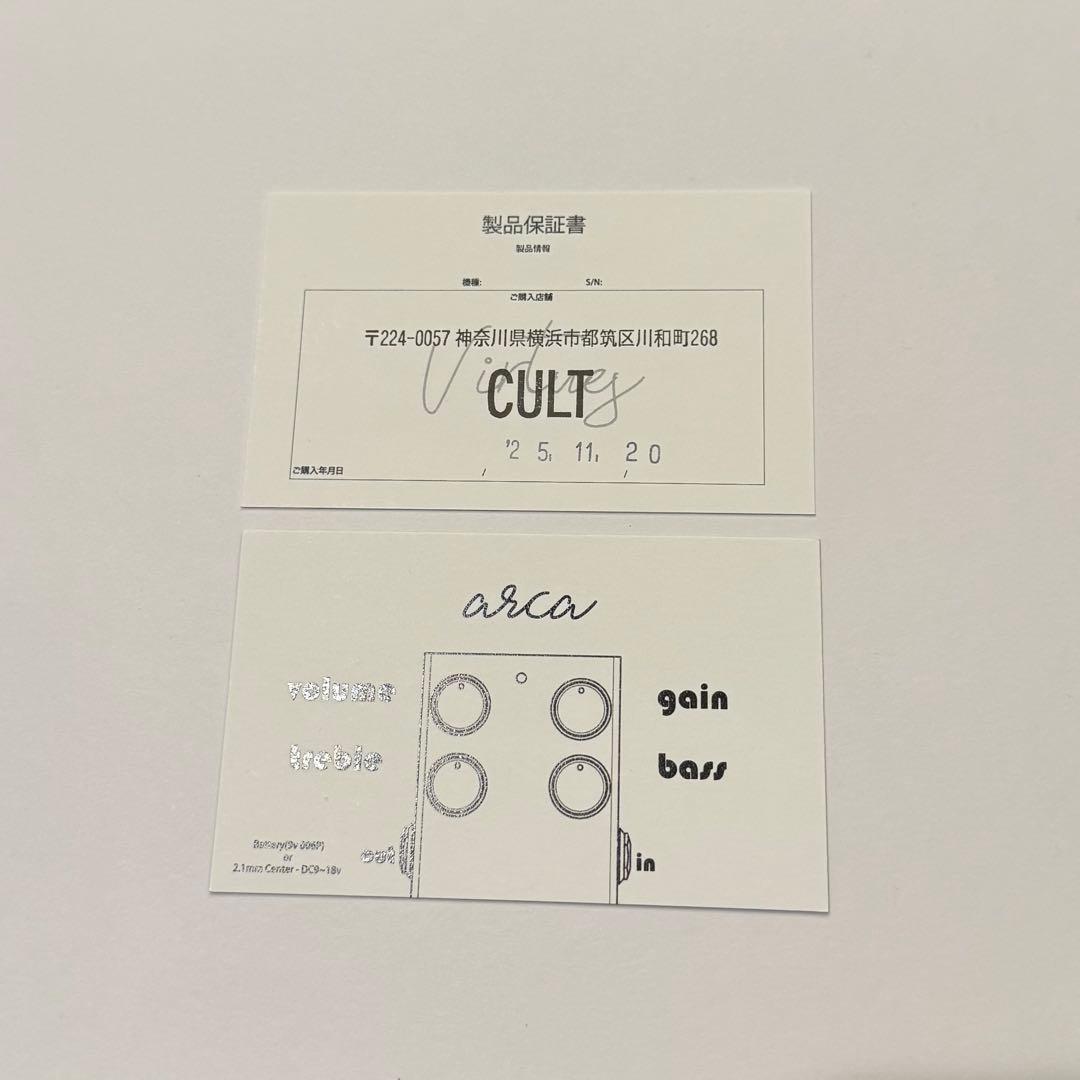 製品保証書
製品情報
機種: S/N:
ご購入店舗
〒224-0057 神奈川県横浜市都筑区川和町268
Virtues
CULT
'25. 11. 20
ご購入年月日 / /
arca
volume gain
treble bass
Battery(9v 006P)
or
2.1mm Center - DC9~18v
out in